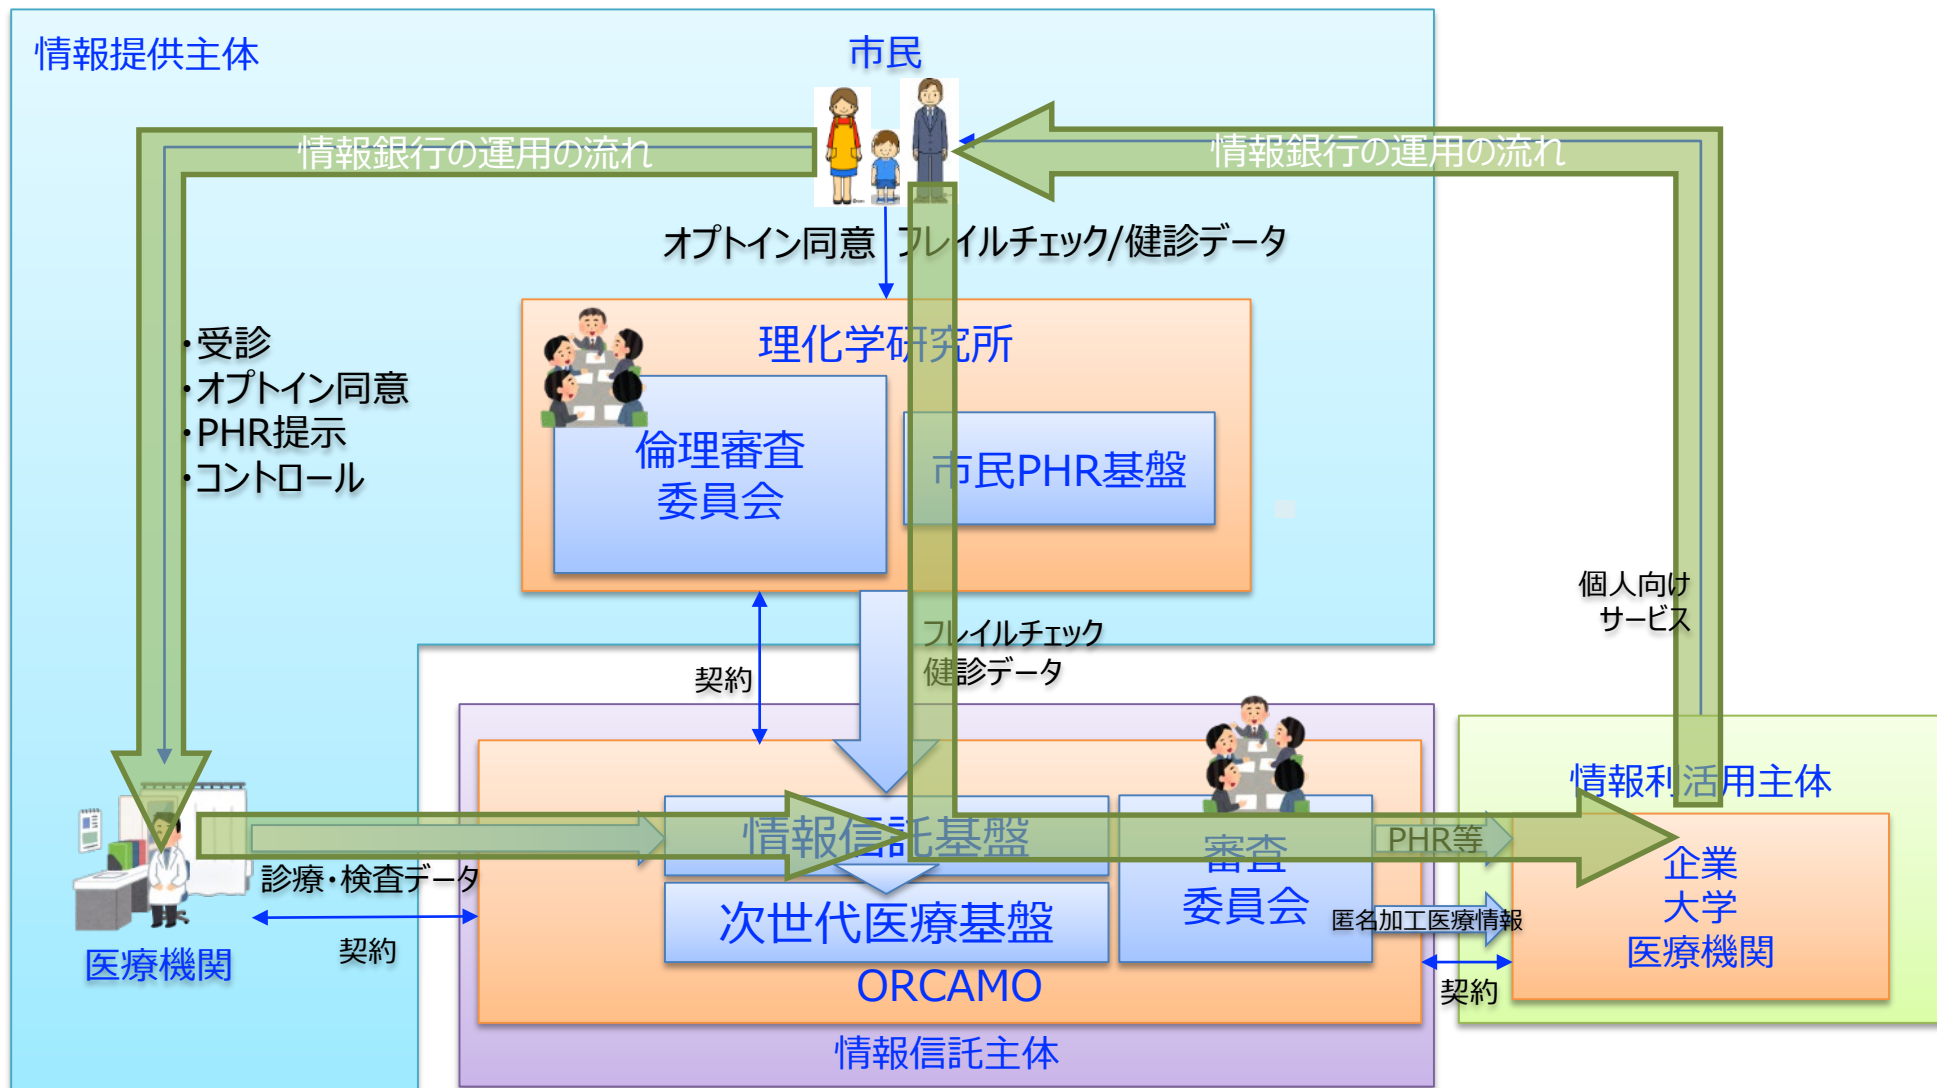 情報提供主体
市民
情報銀行の運用の流れ
情報銀行の運用の流れ
オプトイン同意
フレイルチェック/健診データ
・受診
・オプトイン同意
・PHR提示
・コントロール
理化学研究所
倫理審査
委員会
市民PHR基盤
個人向け
サービス
契約
フレイルチェック
健診データ
情報利活用主体
情報信託基盤
審査
委員会
PHR等
企業
大学
医療機関
診療・検査データ
契約
医療機関
次世代医療基盤
匿名加工医療情報
契約
ORCAMO
情報信託主体